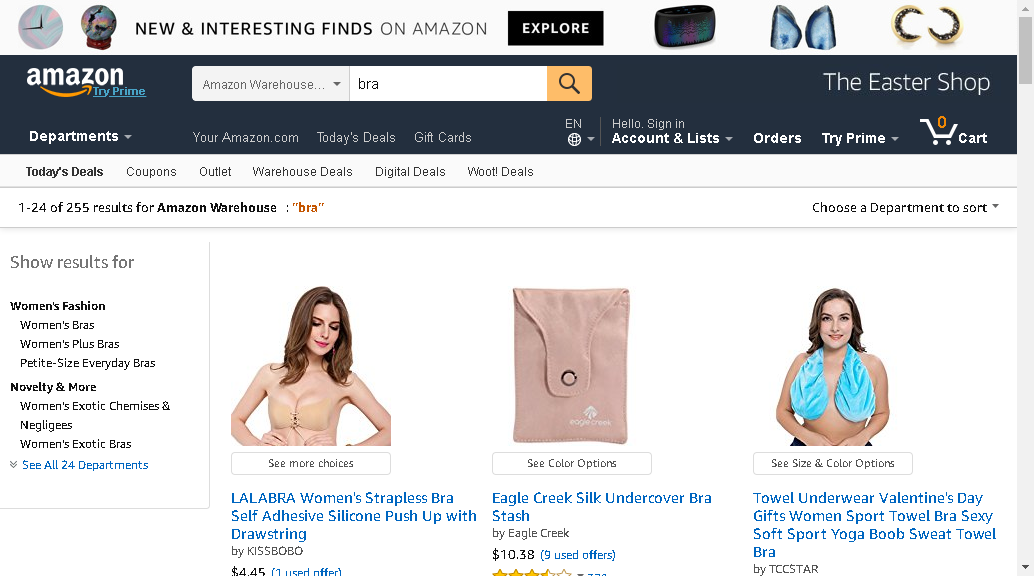 NEW & INTERESTING FINDS ON AMAZON EXPLORE
amazon
Try Prime
Amazon Warehouse... bra
The Easter Shop
Departments
Your Amazon.com Today's Deals Gift Cards
EN
Hello. Sign in
Account & Lists
Orders
Try Prime
0
Cart
Today's Deals Coupons Outlet Warehouse Deals Digital Deals Woot! Deals
1-24 of 255 results for Amazon Warehouse : "bra"
Choose a Department to sort
Show results for
Women's Fashion
Women's Bras
Women's Plus Bras
Petite-Size Everyday Bras
Novelty & More
Women's Exotic Chemises &
Negligees
Women's Exotic Bras
See All 24 Departments
See more choices
LALABRA Women's Strapless Bra
Self Adhesive Silicone Push Up with
Drawstring
by KISSBOBO
$4.45 (1 used offer)
eagle creek
See Color Options
Eagle Creek Silk Undercover Bra
Stash
by Eagle Creek
$10.38 (9 used offers)
See Size & Color Options
Towel Underwear Valentine's Day
Gifts Women Sport Towel Bra Sexy
Soft Sport Yoga Boob Sweat Towel
Bra
by TCCSTAR